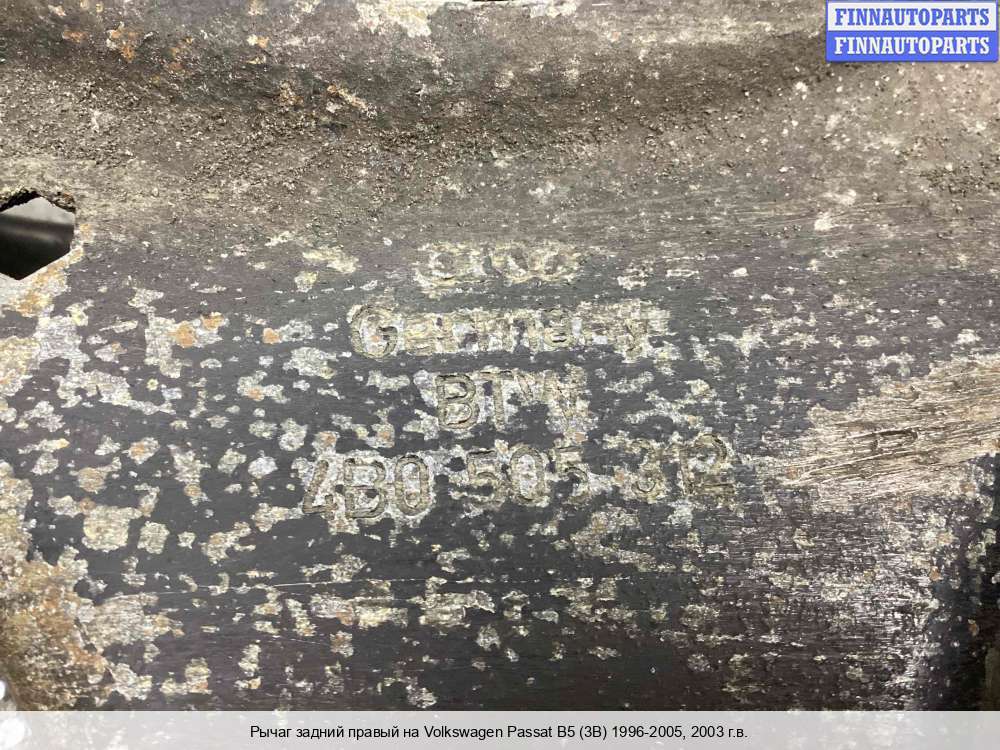 FINNAUTOPARTS
FINNAUTOPARTS
Germany
BTW
4B0 505 312
Рычаг задний правый на Volkswagen Passat B5 (3B) 1996-2005, 2003 г.в.